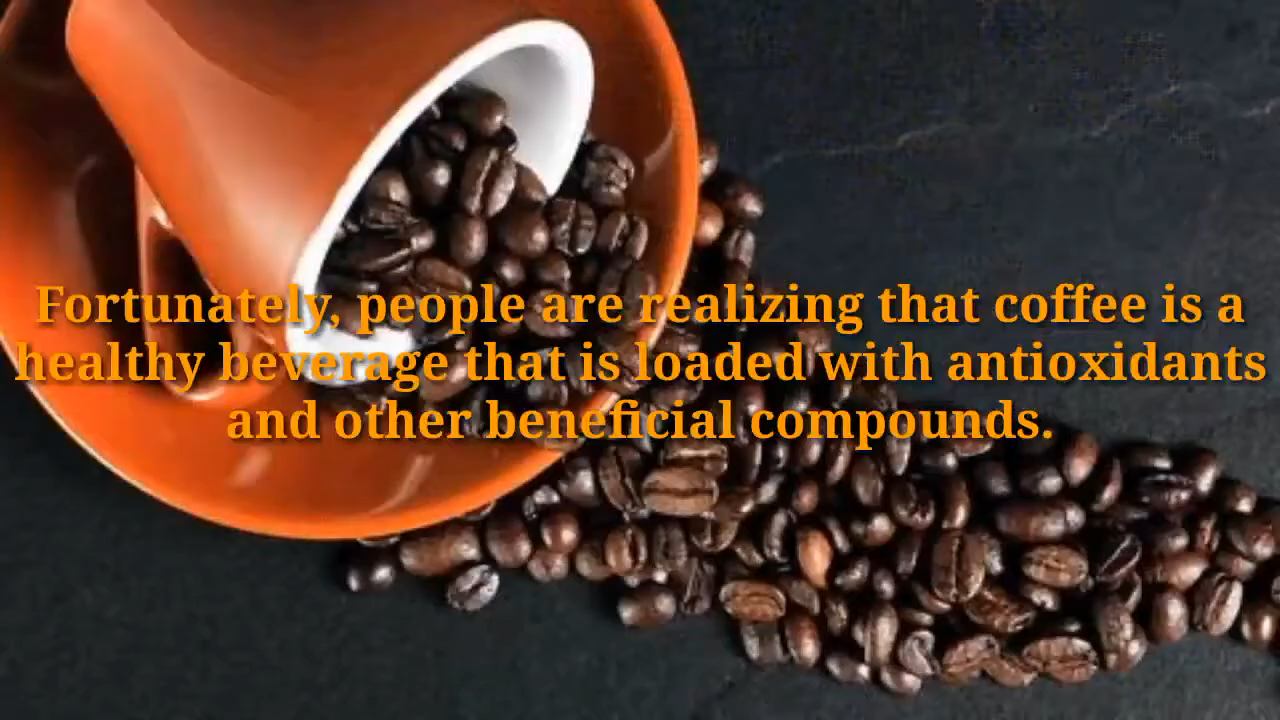 Fortunately, people are realizing that coffee is a
healthy beverage that is loaded with antioxidants
and other beneficial compounds.